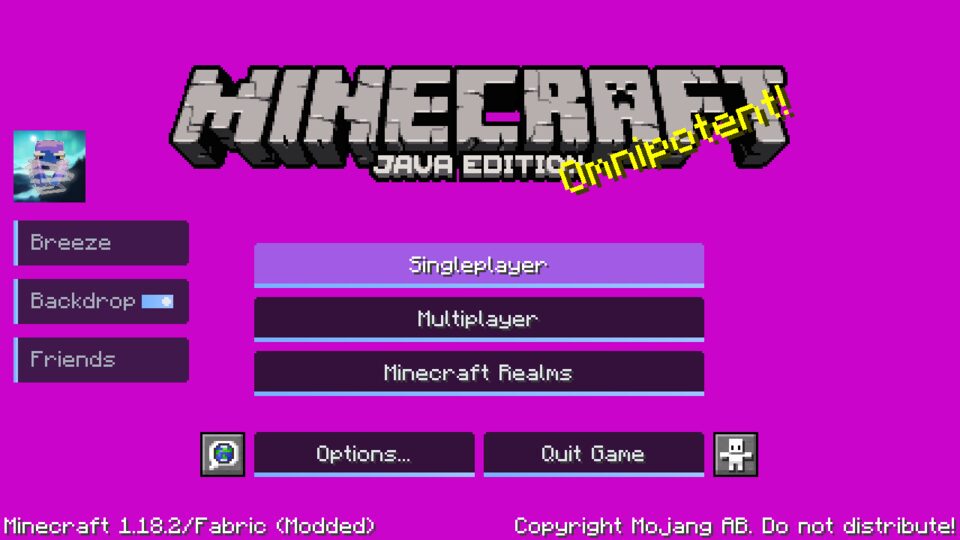 MINECRAFT
JAVA EDITION
Omnipotent!
Breeze
Backdrop
Friends
Singleplayer
Multiplayer
Minecraft Realms
Options...
Quit Game
Minecraft 1.18.2/Fabric (Modded)
Copyright Mojang AB. Do not distribute!